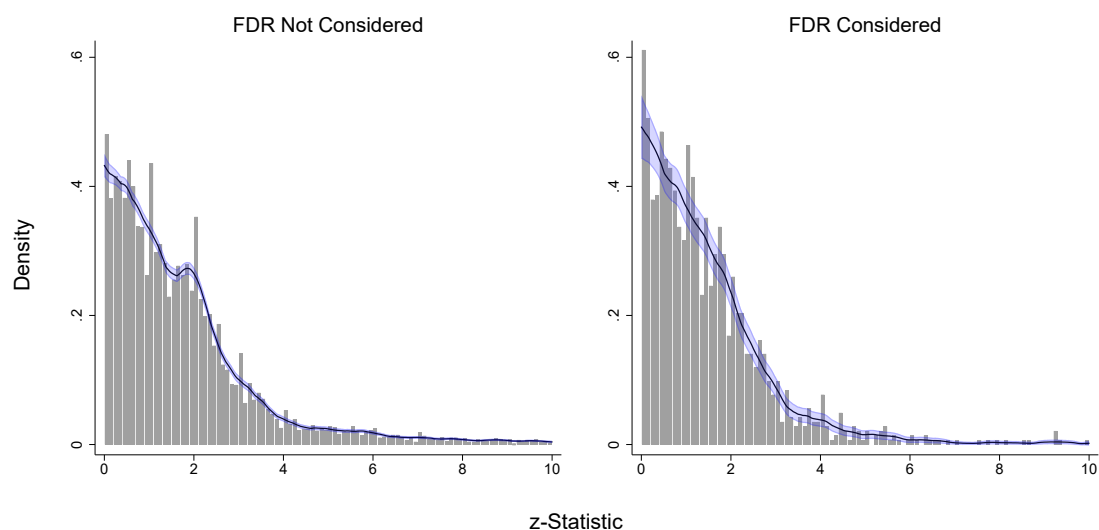 FDR Not Considered
FDR Considered
Density
.6
.4
.2
0
0 2 4 6 8 10
.6
.4
.2
0
0 2 4 6 8 10
z-Statistic